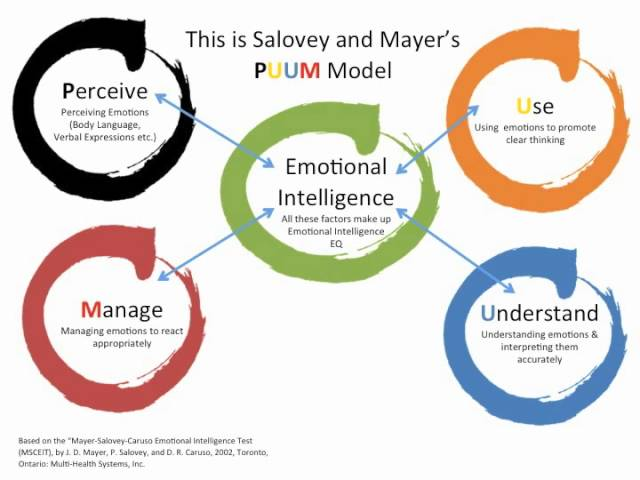 This is Salovey and Mayer's
PUUM Model
Perceive
Perceiving Emotions
(Body Language,
Verbal Expressions etc.)
Use
Using emotions to promote
clear thinking
Emotional
Intelligence
All these factors make up
Emotional Intelligence
EQ
Manage
Managing emotions to react
appropriately
Understand
Understanding emotions &
interpreting them
accurately
Based on the "Mayer-Salovey-Caruso Emotional Intelligence Test
(MSCEIT), by J. D. Mayer, P. Salovey, and D. R. Caruso, 2002, Toronto,
Ontario: Multi-Health Systems, Inc.